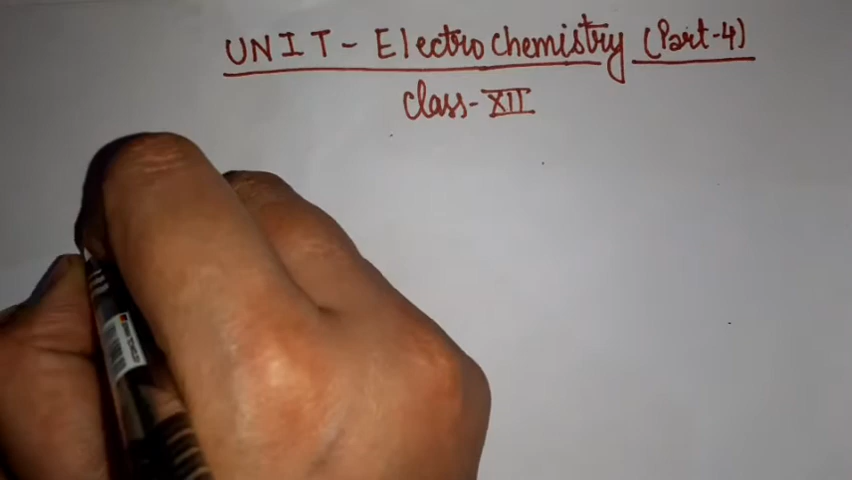 UNIT - Electrochemistry (Part-4)
class - XII